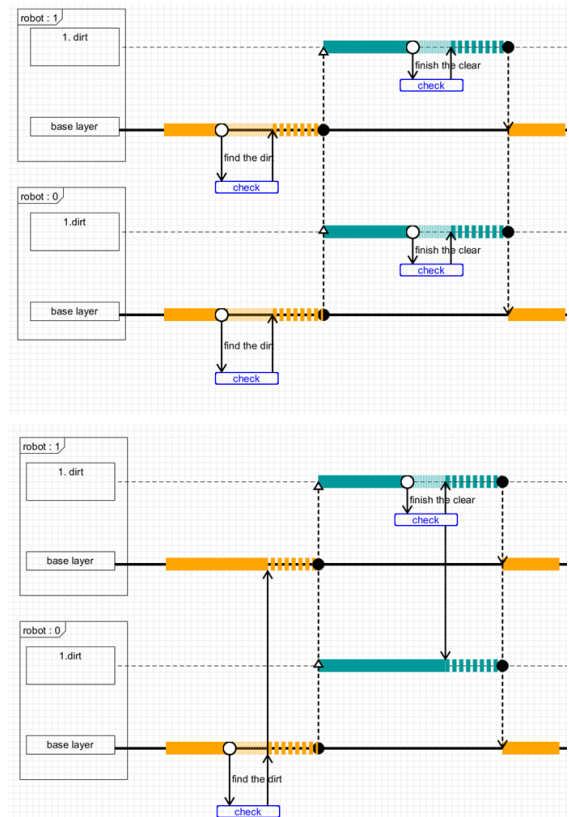 robot : 1
1. dirt
finish the clear
check
base layer
find the dirt
check
robot : 0
1.dirt
finish the clear
check
base layer
find the dirt
check
robot : 1
1. dirt
finish the clear
check
base layer
robot : 0
1.dirt
base layer
find the dirt
check